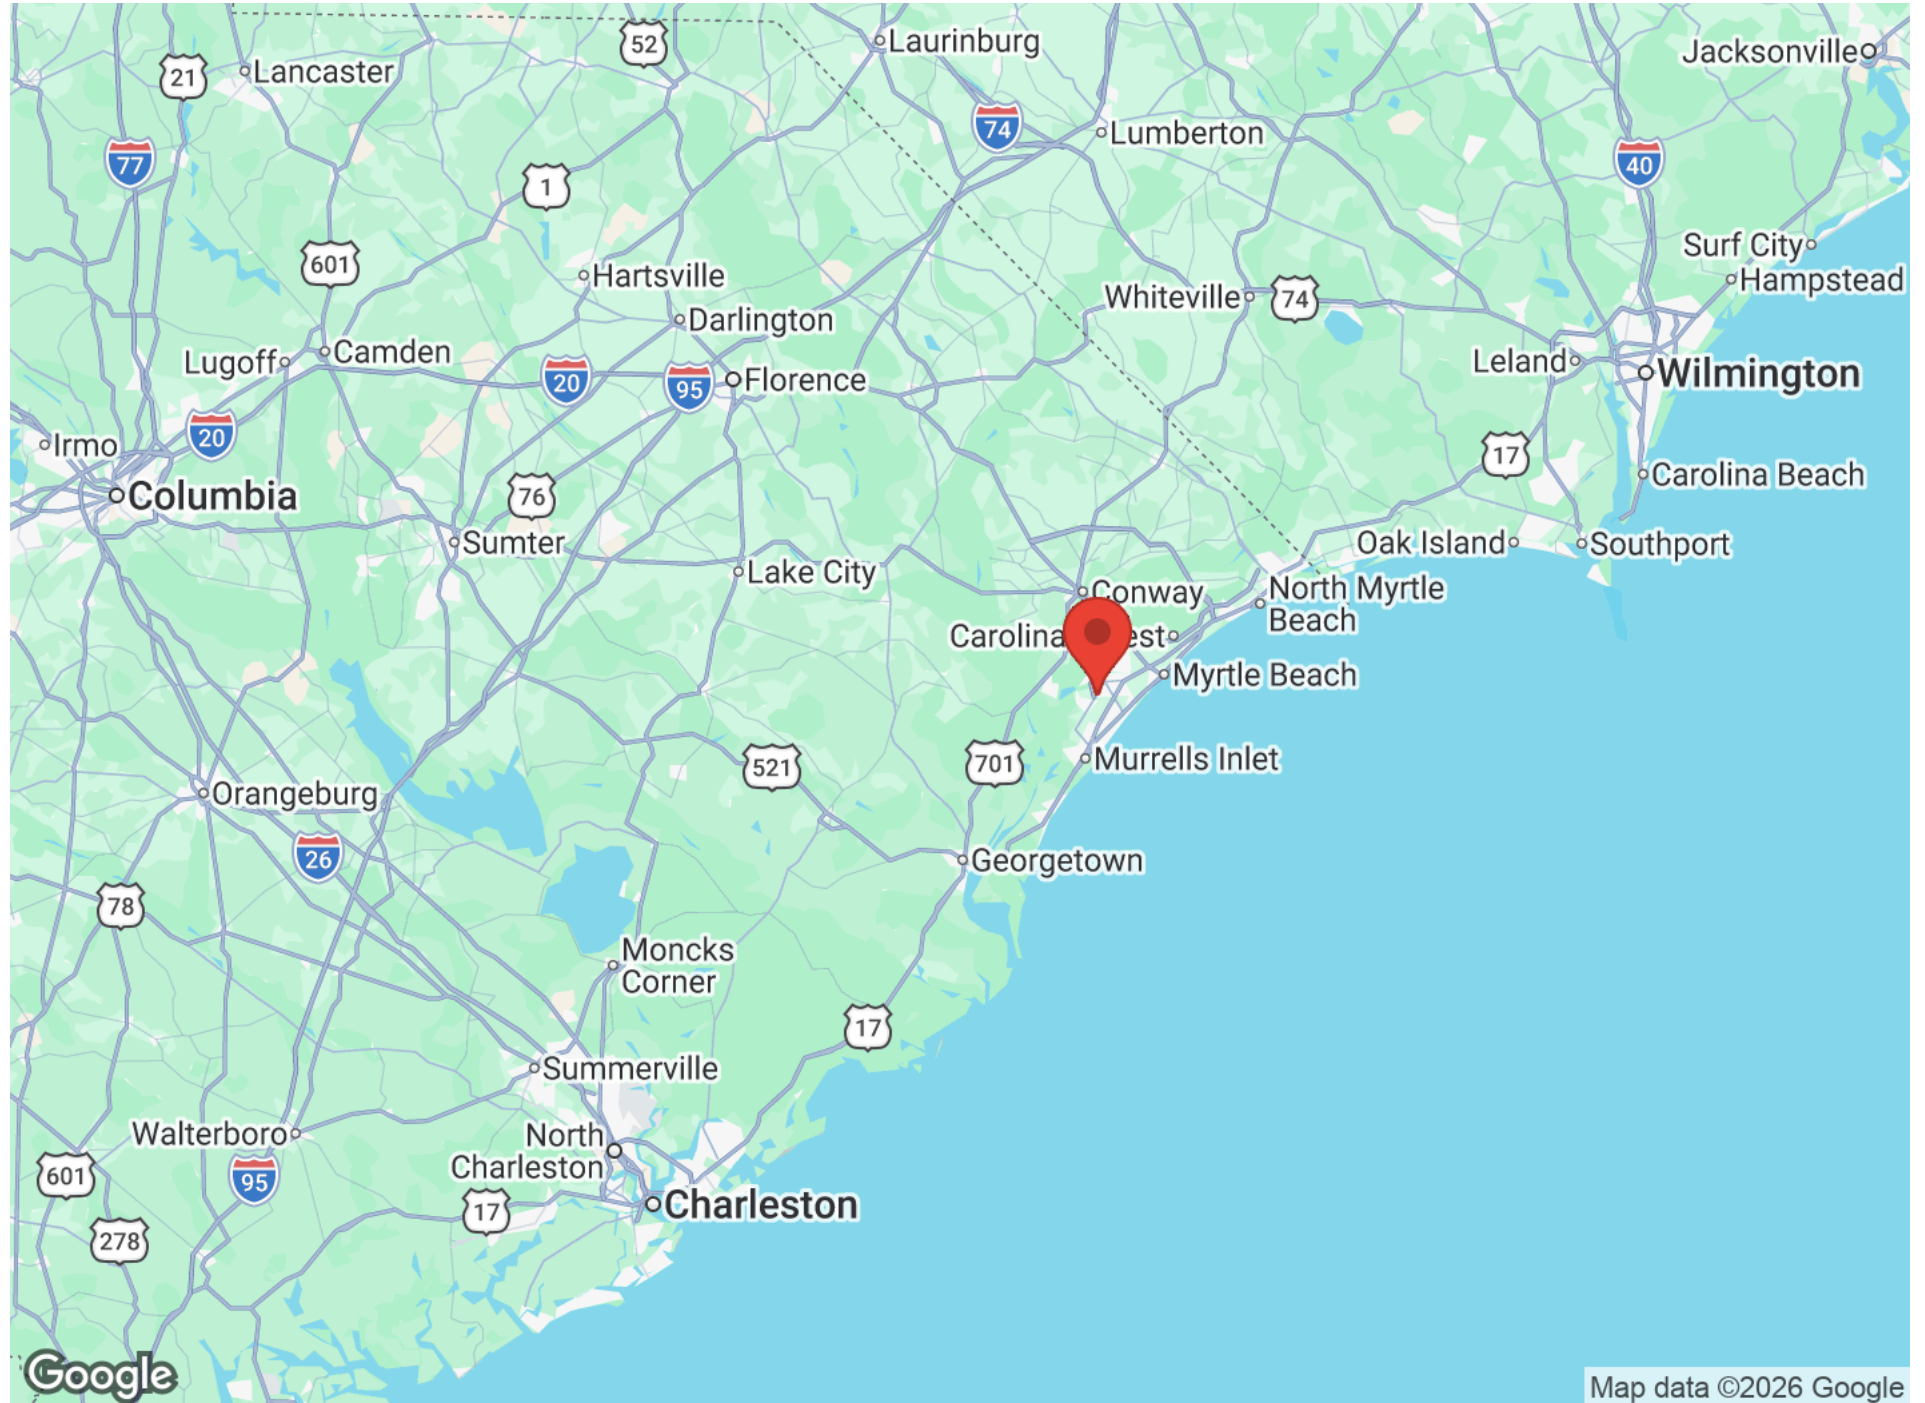 52
Laurinburg
Jacksonville
21
Lancaster
74
Lumberton
77
40
1
Surf City
601
Hartsville
Hampstead
Whiteville
74
Darlington
Lugoff
Camden
Leland
Wilmington
20
95
Florence
20
Irmo
17
Carolina Beach
Columbia
76
Sumter
Oak Island
Southport
Lake City
Conway
North Myrtle
Beach
Carolina
est
Myrtle Beach
521
701
Murrells Inlet
Orangeburg
26
Georgetown
78
Moncks
Corner
17
Summerville
Walterboro
North
Charleston
601
95
17
Charleston
278
Google
Map data ©2026 Google